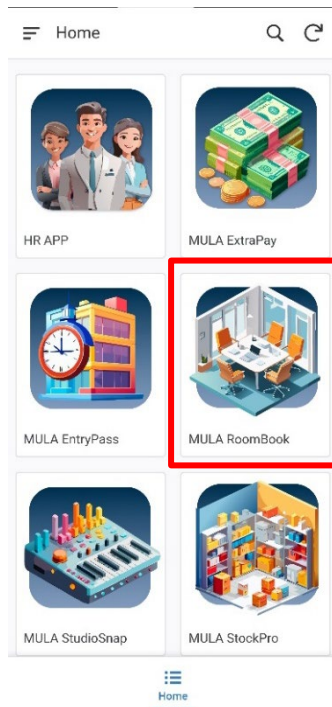 Home
HR APP
MULA ExtraPay
MULA EntryPass
MULA RoomBook
MULA StudioSnap
MULA StockPro
Home